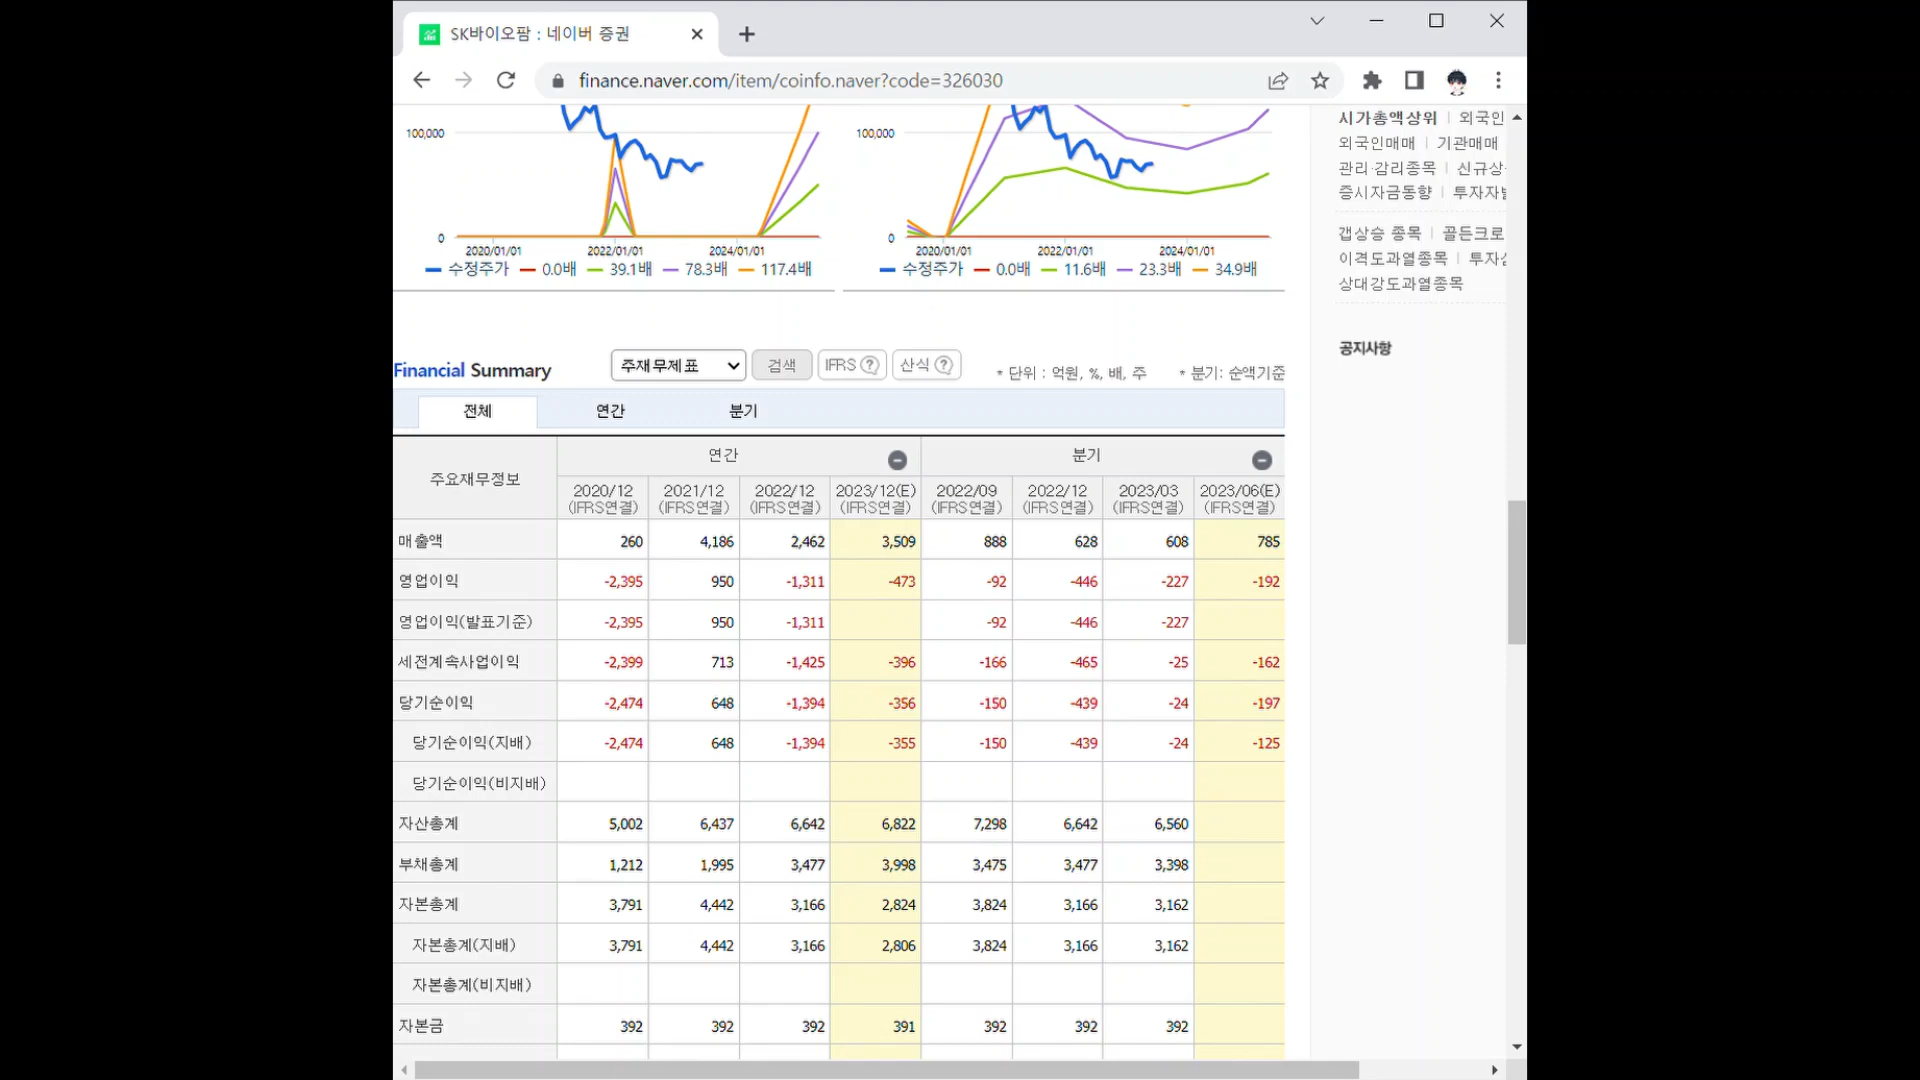 SK바이오팜 : 네이버 증권
finance.naver.com/item/coinfo.naver?code=326030
100,000
0
2020/01/01 2022/01/01 2024/01/01
수정주가 0.0배 39.1배 78.3배 117.4배
100,000
0
2020/01/01 2022/01/01 2024/01/01
수정주가 0.0배 11.6배 23.3배 34.9배
시가총액상위 외국인
외국인매매 기관매매
관리·감리종목 신규상
증시자금동향 투자자별
갭상승 종목 골든크로
이격도과열종목 투자심
상대강도과열종목
공지사항
Financial Summary 주재무제표 검색 IFRS ? 산식 ? * 단위 : 억원, %, 배, 주 * 분기: 순액기준
전체 연간 분기
주요재무정보 연간 분기
2020/12 2021/12 2022/12 2023/12(E) 2022/09 2022/12 2023/03 2023/06(E)
(IFRS연결) (IFRS연결) (IFRS연결) (IFRS연결) (IFRS연결) (IFRS연결) (IFRS연결) (IFRS연결)
매출액 260 4,186 2,462 3,509 888 628 608 785
영업이익 -2,395 950 -1,311 -473 -92 -446 -227 -192
영업이익(발표기준) -2,395 950 -1,311 -92 -446 -227
세전계속사업이익 -2,399 713 -1,425 -396 -166 -465 -25 -162
당기순이익 -2,474 648 -1,394 -356 -150 -439 -24 -197
당기순이익(지배) -2,474 648 -1,394 -355 -150 -439 -24 -125
당기순이익(비지배)
자산총계 5,002 6,437 6,642 6,822 7,298 6,642 6,560
부채총계 1,212 1,995 3,477 3,998 3,475 3,477 3,398
자본총계 3,791 4,442 3,166 2,824 3,824 3,166 3,162
자본총계(지배) 3,791 4,442 3,166 2,806 3,824 3,166 3,162
자본총계(비지배)
자본금 392 392 392 391 392 392 392